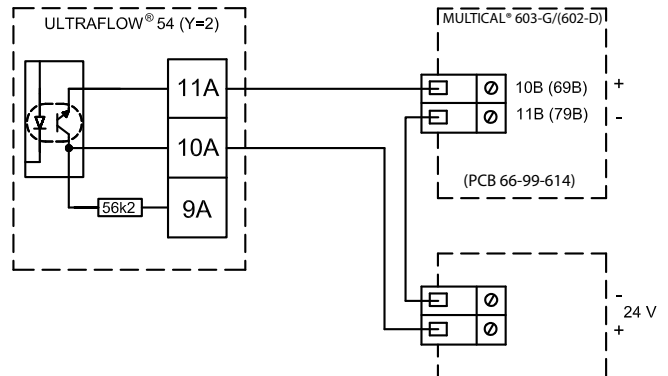 ULTRAFLOW® 54 (Y=2)
11A
10A
9A
56k2
MULTICAL® 603-G/(602-D)
10B (69B) +
11B (79B) -
(PCB 66-99-614)
-
24 V
+